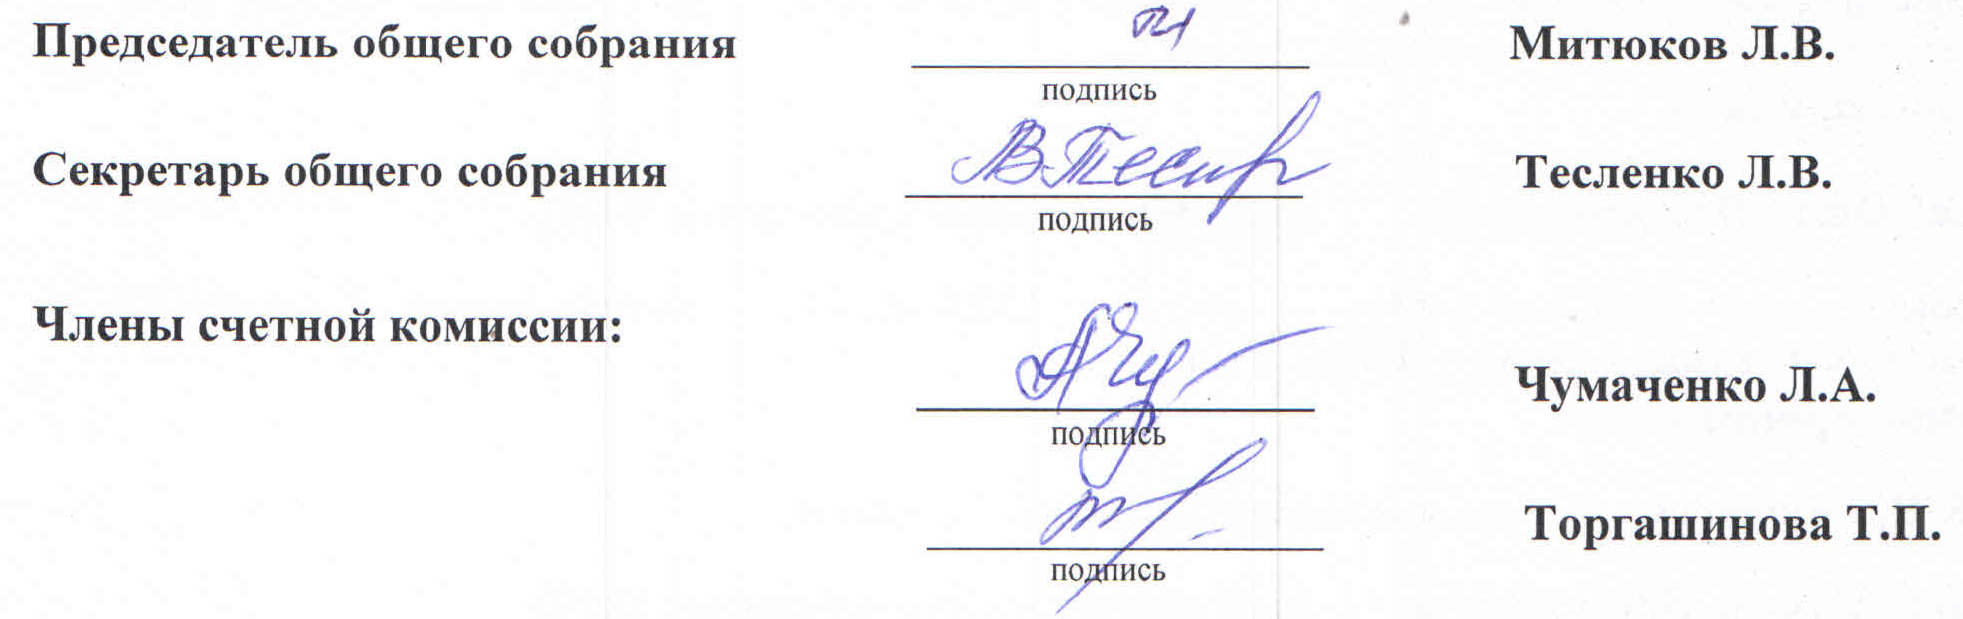 Председатель общего собрания Митюков Л.В.
подпись
Секретарь общего собрания Тесленко Л.В.
подпись
Члены счетной комиссии:
Чумаченко Л.А.
подпись
Торгашинова Т.П.
подпись